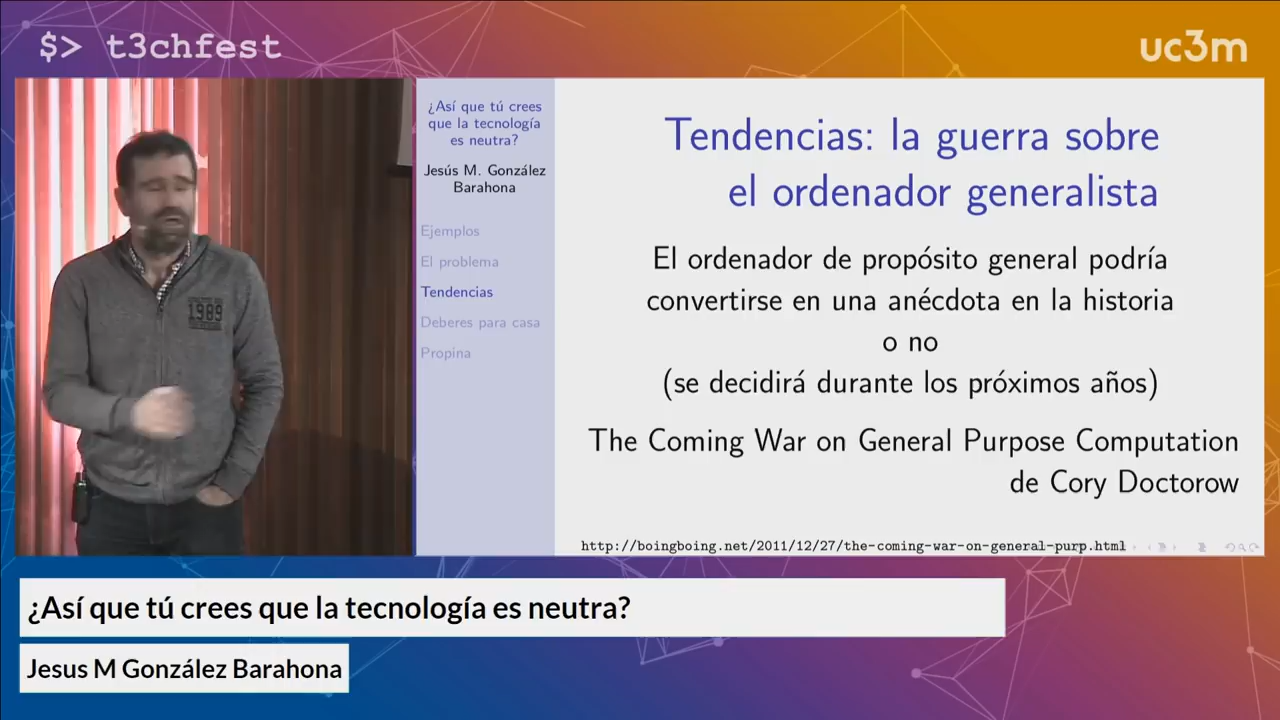 $> t3chfest
uc3m
¿Así que tú crees
que la tecnología
es neutra?
Jesús M. González
Barahona
Ejemplos
El problema
Tendencias
Deberes para casa
Propina
Tendencias: la guerra sobre
el ordenador generalista
El ordenador de propósito general podría
convertirse en una anécdota en la historia
o no
(se decidirá durante los próximos años)
The Coming War on General Purpose Computation
de Cory Doctorow
http://boingboing.net/2011/12/27/the-coming-war-on-general-purp.html
1989
¿Así que tú crees que la tecnología es neutra?
Jesus M González Barahona